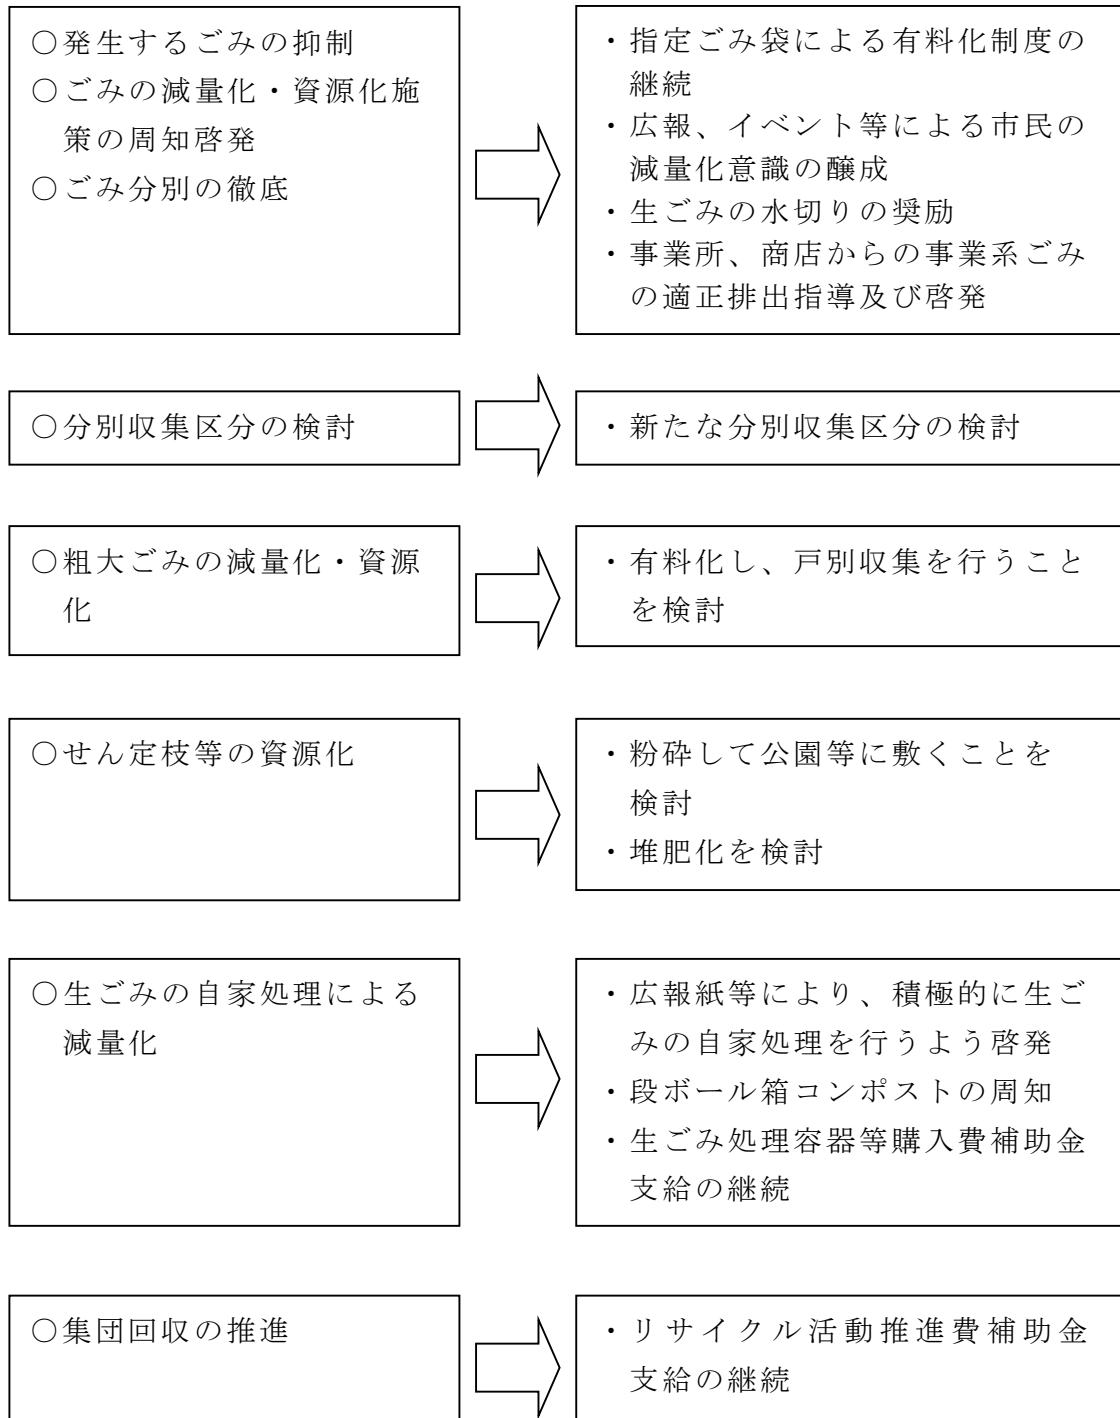 〇発生するごみの抑制
〇ごみの減量化・資源化施
策の周知啓発
〇ごみ分別の徹底
・指定ごみ袋による有料化制度の
継続
・広報、イベント等による市民の
減量化意識の醸成
・生ごみの水切りの奨励
・事業所、商店からの事業系ごみ
の適正排出指導及び啓発
〇分別収集区分の検討
・新たな分別収集区分の検討
〇粗大ごみの減量化・資源
化
・有料化し、戸別収集を行うこと
を検討
〇せん定枝等の資源化
・粉砕して公園等に敷くことを
検討
・堆肥化を検討
〇生ごみの自家処理による
減量化
・広報紙等により、積極的に生ご
みの自家処理を行うよう啓発
・段ボール箱コンポストの周知
・生ごみ処理容器等購入費補助金
支給の継続
〇集団回収の推進
・リサイクル活動推進費補助金
支給の継続